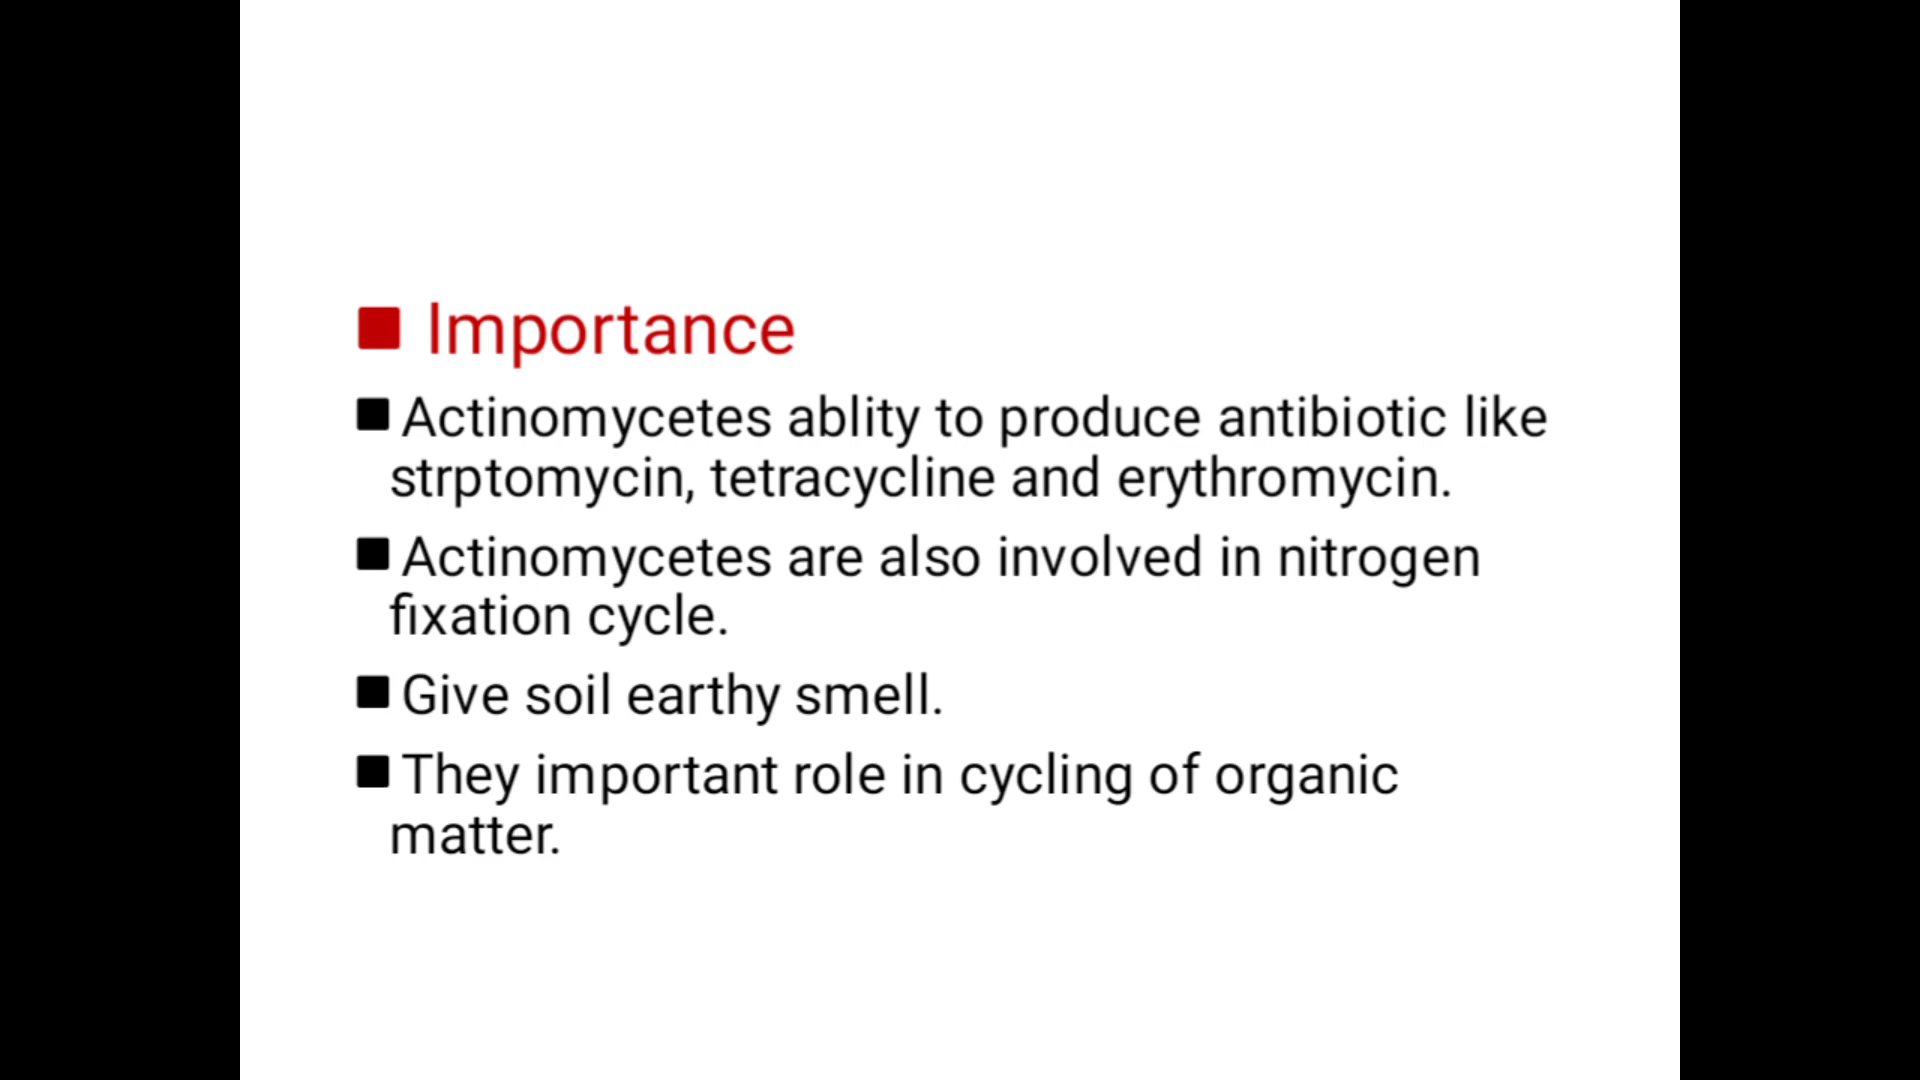 ■ Importance
■ Actinomycetes ablity to produce antibiotic like
strptomycin, tetracycline and erythromycin.
■ Actinomycetes are also involved in nitrogen
fixation cycle.
■ Give soil earthy smell.
■ They important role in cycling of organic
matter.